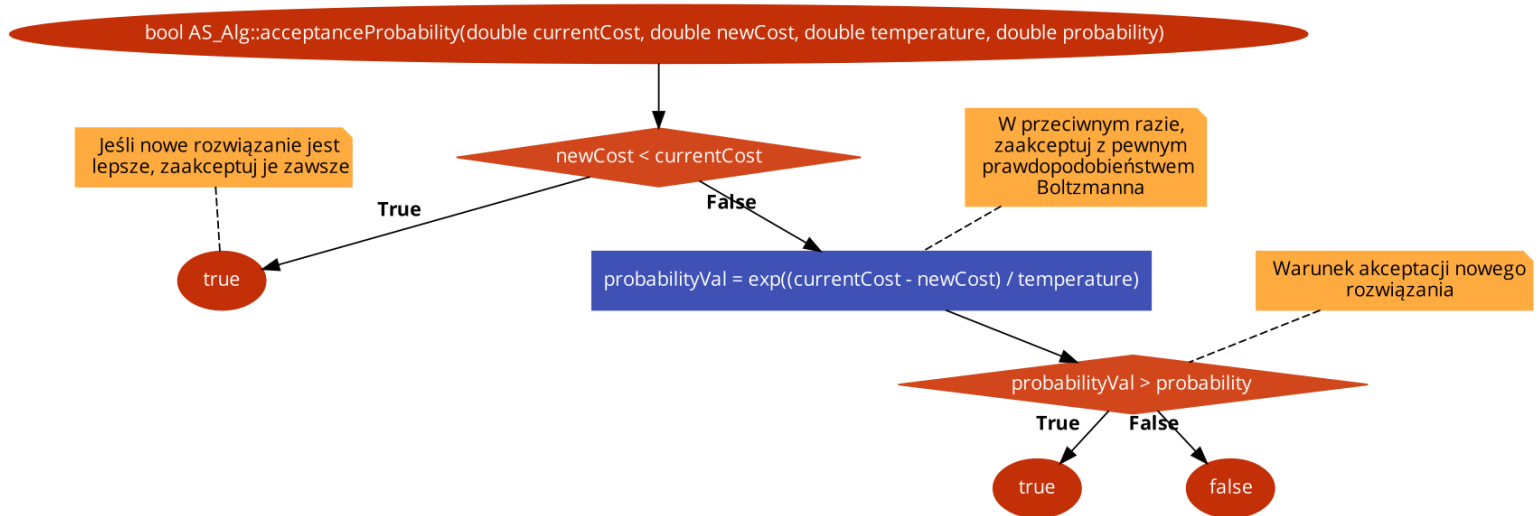 bool AS_Alg::acceptanceProbability(double currentCost, double newCost, double temperature, double probability)
Jeśli nowe rozwiązanie jest
lepsze, zaakceptuj je zawsze
newCost < currentCost
W przeciwnym razie,
zaakceptuj z pewnym
prawdopodobieństwem
Boltzmanna
True
False
true
probabilityVal = exp((currentCost - newCost) / temperature)
Warunek akceptacji nowego
rozwiązania
probabilityVal > probability
True
False
true
false